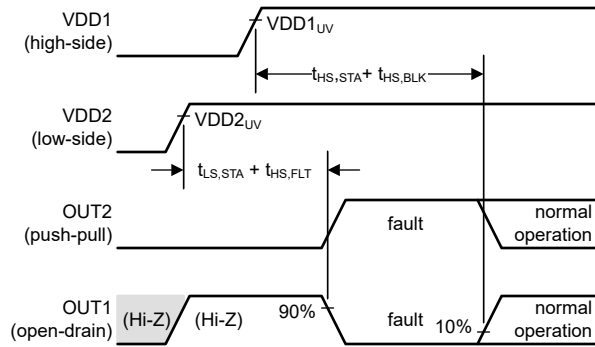 VDD1
(high-side)
VDD1UV
tHS,STA+ tHS,BLK
VDD2
(low-side)
VDD2UV
tLS,STA + tHS,FLT
OUT2
(push-pull)
fault
normal
operation
OUT1
(open-drain)
(Hi-Z)
(Hi-Z)
90%
fault
10%
normal
operation